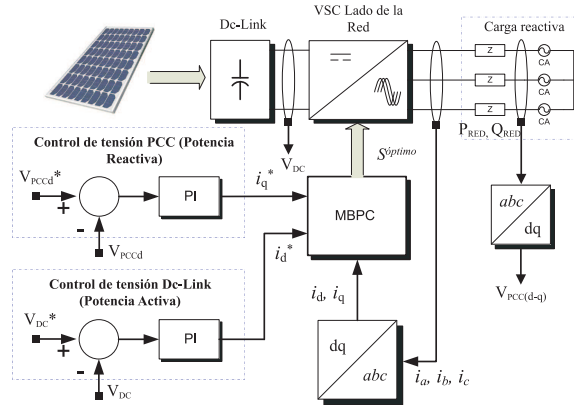 Dc-Link
VSC Lado de la
Red
Carga reactiva
Z
CA
Z
CA
Z
CA
P_RED, Q_RED
V_DC
S^óptimo
Control de tensión PCC (Potencia
Reactiva)
V_PCCd*
+
-
V_PCCd
PI
i_q*
MBPC
i_d*
abc
dq
V_PCC(d-q)
Control de tensión Dc-Link
(Potencia Activa)
V_DC*
+
-
V_DC
PI
i_d, i_q
dq
abc
i_a, i_b, i_c